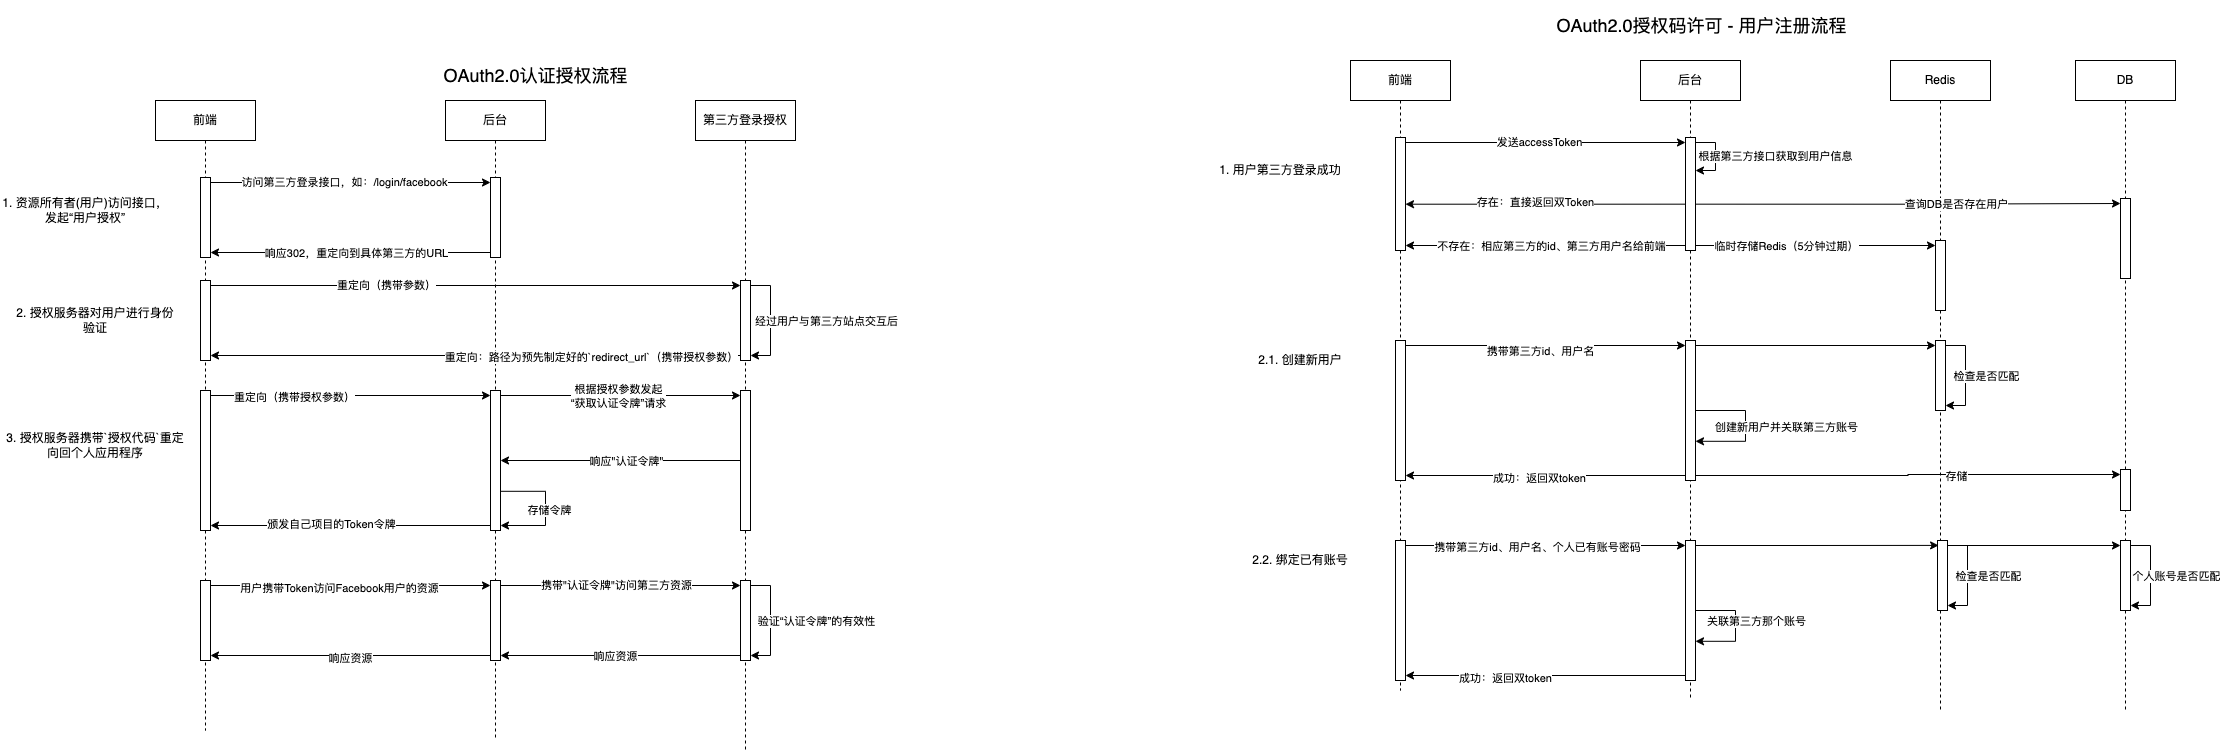 OAuth2.0认证授权流程
前端
后台
第三方登录授权
1. 资源所有者(用户)访问接口，
发起“用户授权”
访问第三方登录接口，如：/login/facebook
响应302，重定向到具体第三方的URL
2. 授权服务器对用户进行身份
验证
重定向（携带参数）
经过用户与第三方站点交互后
重定向：路径为预先制定好的`redirect_url`（携带授权参数）
3. 授权服务器携带`授权代码`重定
向回个人应用程序
重定向（携带授权参数）
根据授权参数发起
“获取认证令牌”请求
响应"认证令牌"
存储令牌
颁发自己项目的Token令牌
用户携带Token访问Facebook用户的资源
携带"认证令牌"访问第三方资源
验证“认证令牌”的有效性
响应资源
响应资源
OAuth2.0授权码许可 - 用户注册流程
前端
后台
Redis
DB
1. 用户第三方登录成功
发送accessToken
根据第三方接口获取到用户信息
存在：直接返回双Token
查询DB是否存在用户
不存在：相应第三方的id、第三方用户名给前端
临时存储Redis（5分钟过期）
2.1. 创建新用户
携带第三方id、用户名
检查是否匹配
创建新用户并关联第三方账号
成功：返回双token
存储
2.2. 绑定已有账号
携带第三方id、用户名、个人已有账号密码
检查是否匹配
个人账号是否匹配
关联第三方那个账号
成功：返回双token